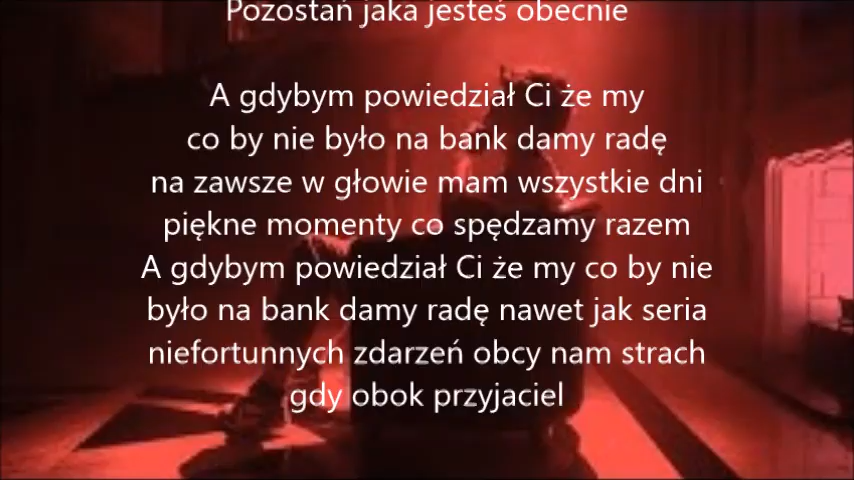 Pozostań jaka jesteś obecnie
A gdybym powiedział Ci że my
co by nie było na bank damy radę
na zawsze w głowie mam wszystkie dni
piękne momenty co spędzamy razem
A gdybym powiedział Ci że my co by nie
było na bank damy radę nawet jak seria
niefortunnych zdarzeń obcy nam strach
gdy obok przyjaciel